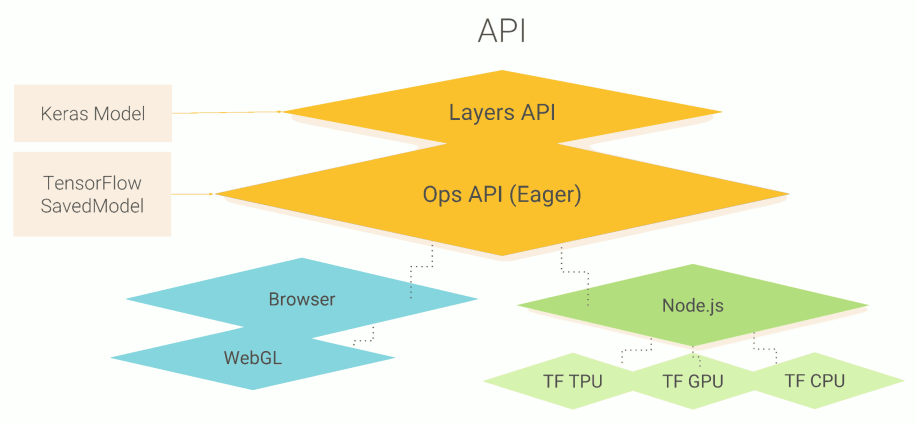 API
Keras Model
Layers API
TensorFlow
SavedModel
Ops API (Eager)
Browser
Node.js
WebGL
TF TPU
TF GPU
TF CPU